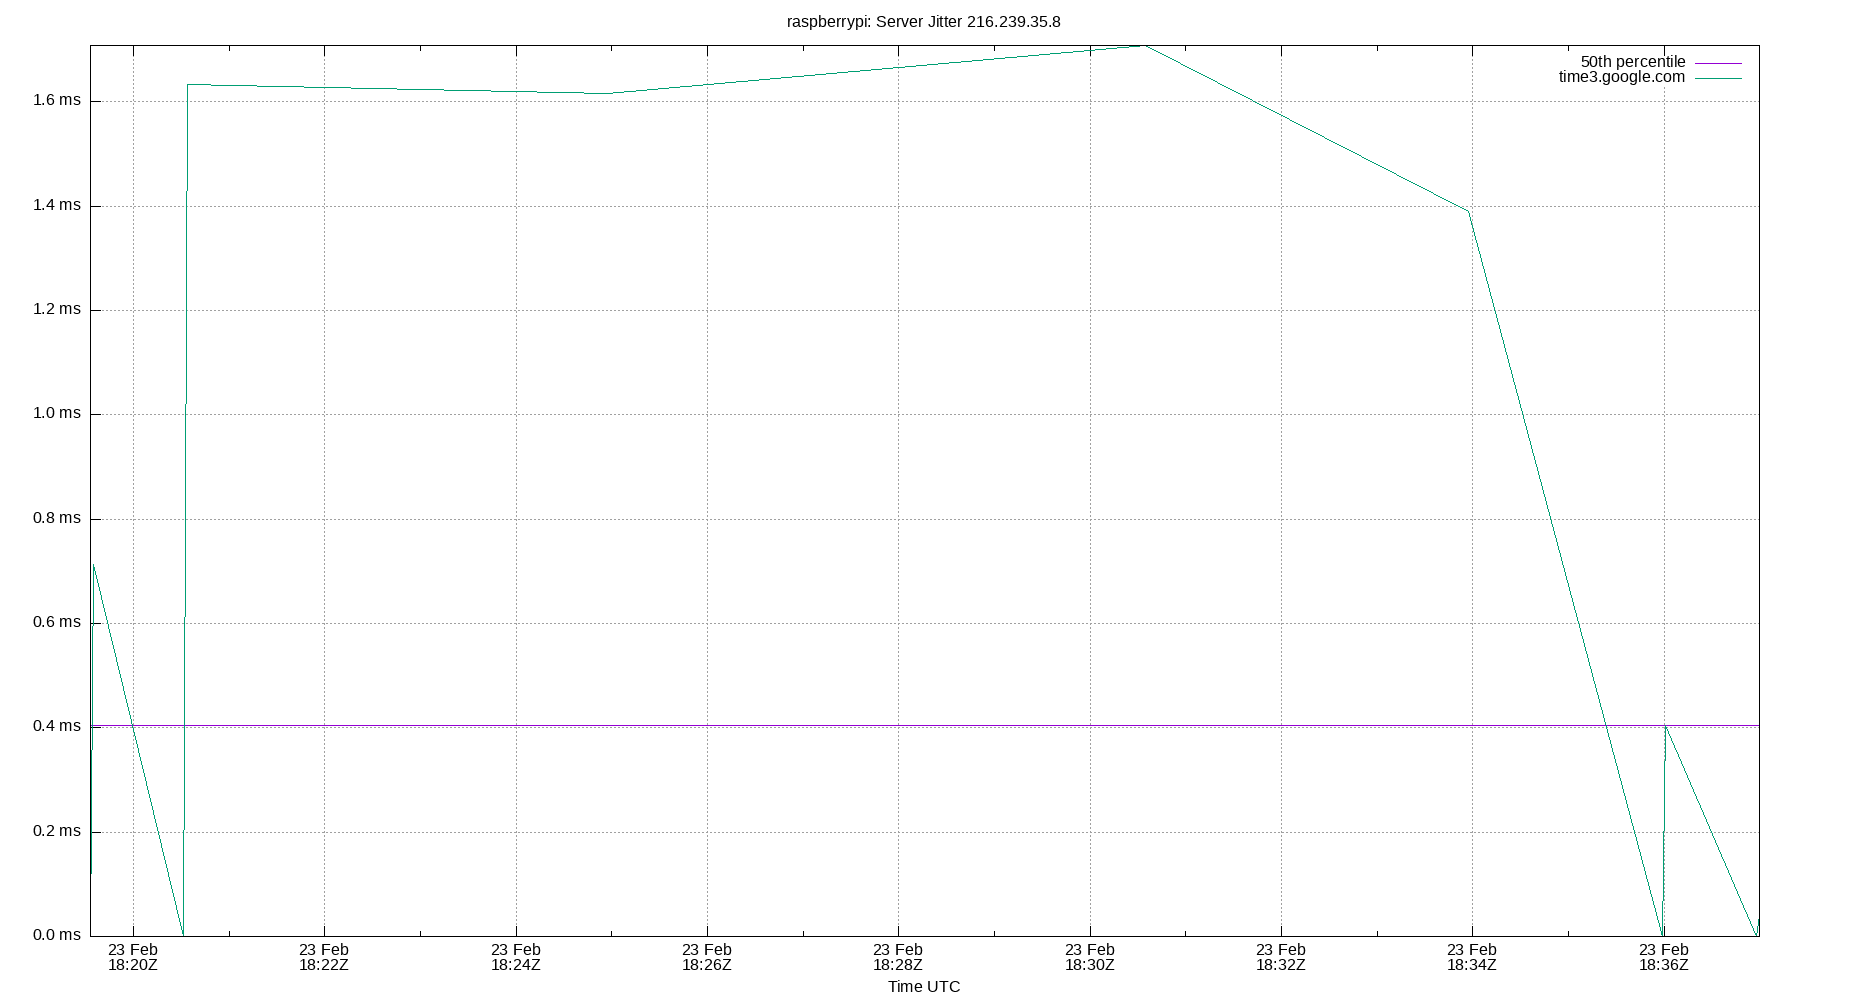 raspberrypi: Server Jitter 216.239.35.8
50th percentile
time3.google.com
1.6 ms
1.4 ms
1.2 ms
1.0 ms
0.8 ms
0.6 ms
0.4 ms
0.2 ms
0.0 ms
23 Feb 23 Feb 23 Feb 23 Feb 23 Feb 23 Feb 23 Feb 23 Feb 23 Feb
18:20Z 18:22Z 18:24Z 18:26Z 18:28Z 18:30Z 18:32Z 18:34Z 18:36Z
Time UTC